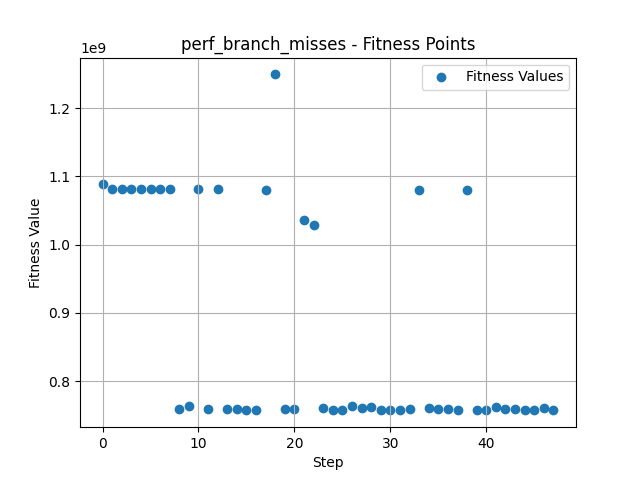 perf_branch_misses - Fitness Points
1e9
Fitness Values
1.2
1.1
1.0
0.9
0.8
Fitness Value
0 10 20 30 40
Step